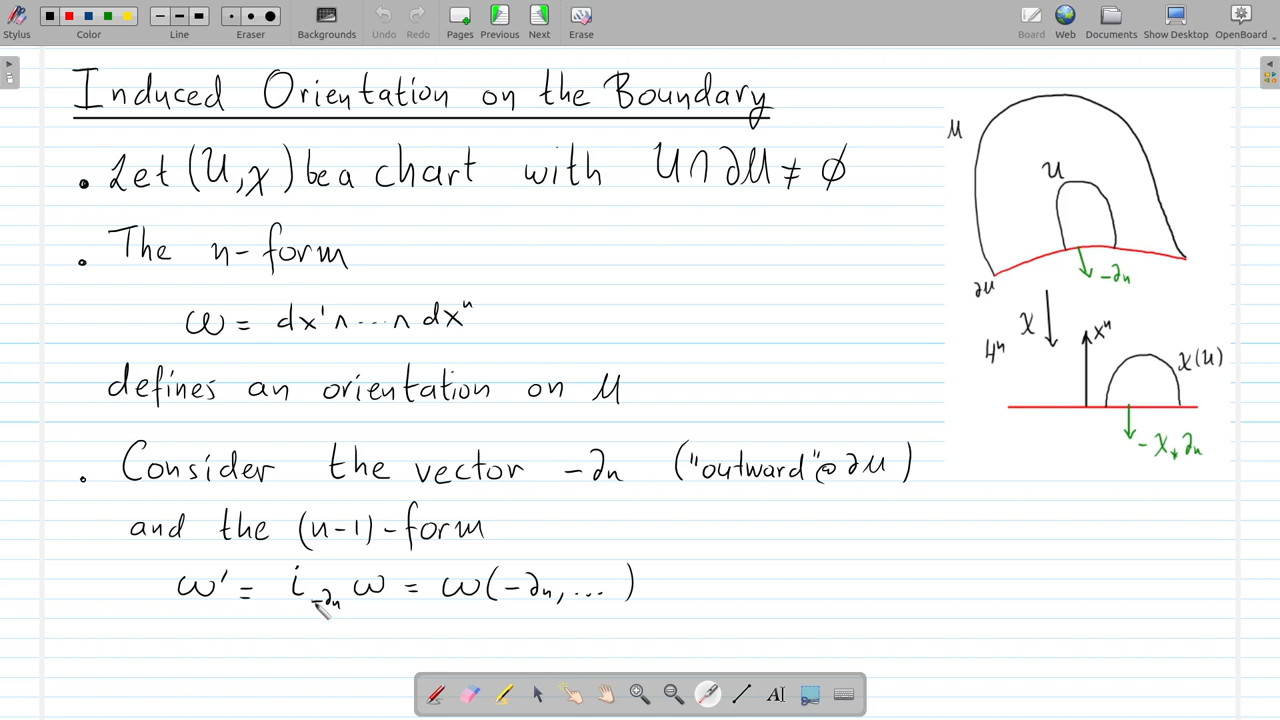 Stylus Color Line Eraser Backgrounds Undo Redo Pages Previous Next Erase Board Web Documents Show Desktop OpenBoard
Induced Orientation on the Boundary
• Let (U,χ) be a chart with U∩∂M ≠ ∅
• The n-form
ω = dx¹∧...∧dxⁿ
defines an orientation on M
• Consider the vector -∂n ("outward"@∂M)
and the (n-1)-form
ω' = i₋∂n ω = ω(-∂n,...)
M
U
-∂n
∂M
χ
Hⁿ
xⁿ
χ(U)
-χ⁎∂n
AI